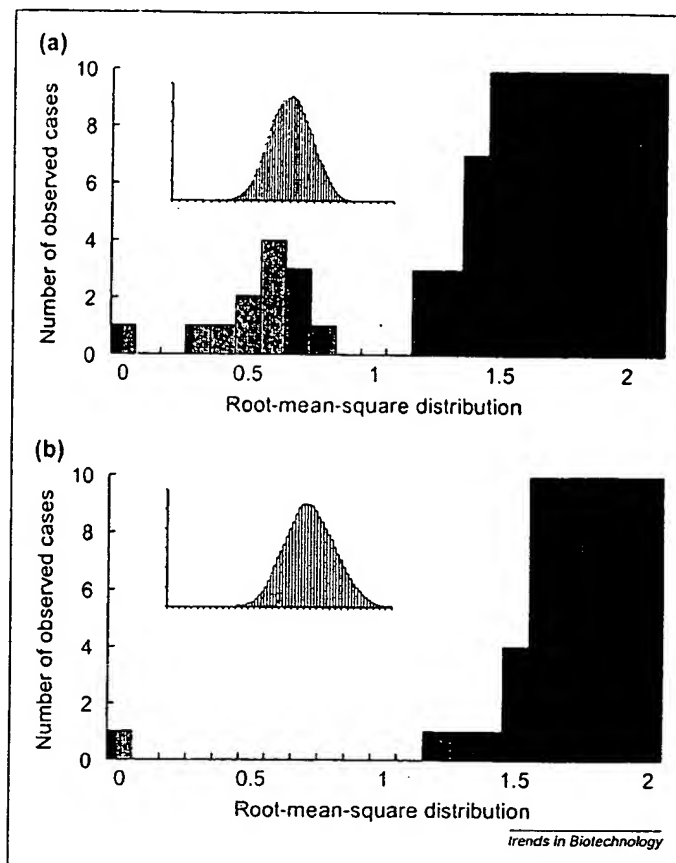 (a)
10
8
6
4
2
0
Number of observed cases
0 0.5 1 1.5 2
Root-mean-square distribution
(b)
10
8
6
4
2
0
Number of observed cases
0 0.5 1 1.5 2
Root-mean-square distribution
Trends in Biotechnology